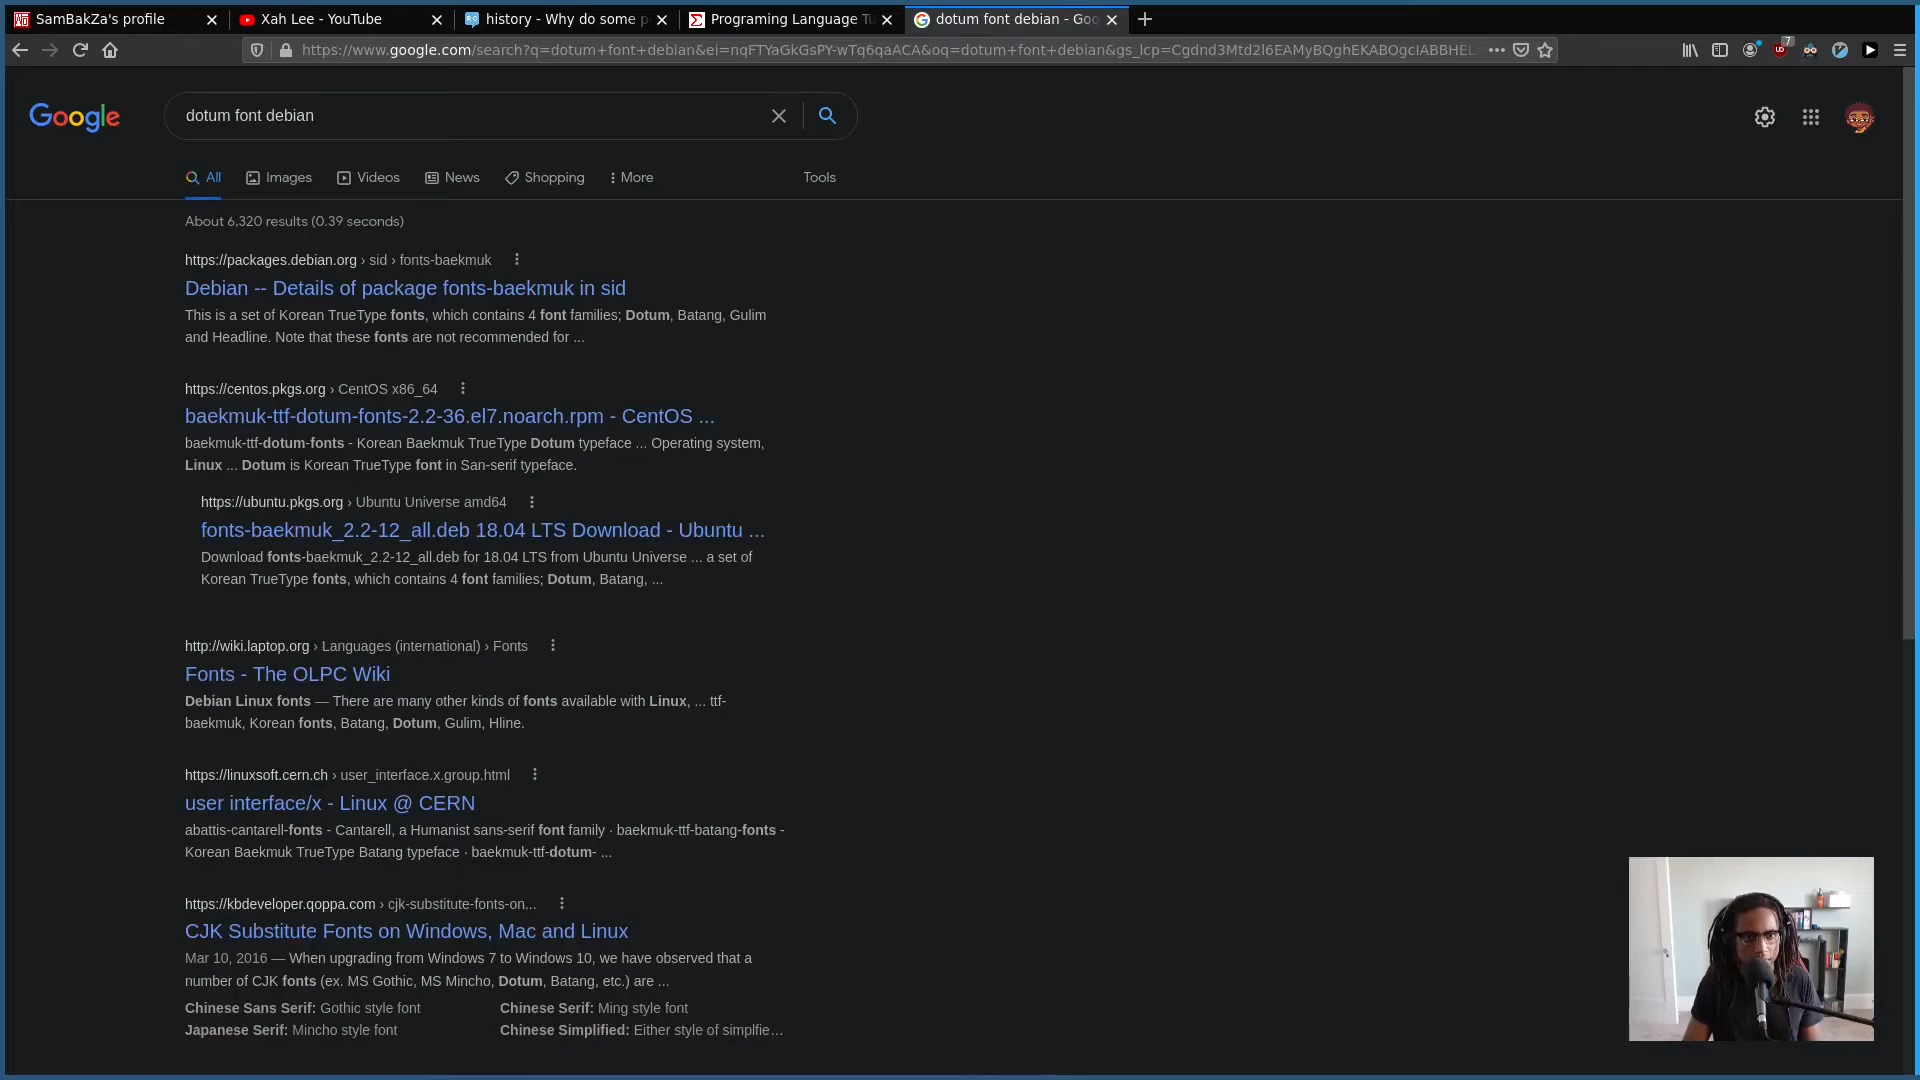 SamBakZa's profile
Xah Lee - YouTube
history - Why do some p
Programing Language Tu
dotum font debian - Goo
https://www.google.com/search?q=dotum+font+debian&ei=nqFTYaGkGsPY-wTq6qaACA&oq=dotum+font+debian&gs_lcp=Cgdnd3Mtd2l6EAMyBQghEKABOgcIABBHEL
7
Google
dotum font debian
All
Images
Videos
News
Shopping
More
Tools
About 6,320 results (0.39 seconds)
https://packages.debian.org › sid › fonts-baekmuk
Debian -- Details of package fonts-baekmuk in sid
This is a set of Korean TrueType fonts, which contains 4 font families; Dotum, Batang, Gulim
and Headline. Note that these fonts are not recommended for ...
https://centos.pkgs.org › CentOS x86_64
baekmuk-ttf-dotum-fonts-2.2-36.el7.noarch.rpm - CentOS ...
baekmuk-ttf-dotum-fonts - Korean Baekmuk TrueType Dotum typeface ... Operating system,
Linux ... Dotum is Korean TrueType font in San-serif typeface.
https://ubuntu.pkgs.org › Ubuntu Universe amd64
fonts-baekmuk_2.2-12_all.deb 18.04 LTS Download - Ubuntu ...
Download fonts-baekmuk_2.2-12_all.deb for 18.04 LTS from Ubuntu Universe ... a set of
Korean TrueType fonts, which contains 4 font families; Dotum, Batang, ...
http://wiki.laptop.org › Languages (international) › Fonts
Fonts - The OLPC Wiki
Debian Linux fonts — There are many other kinds of fonts available with Linux, ... ttf-
baekmuk, Korean fonts, Batang, Dotum, Gulim, Hline.
https://linuxsoft.cern.ch › user_interface.x.group.html
user interface/x - Linux @ CERN
abattis-cantarell-fonts - Cantarell, a Humanist sans-serif font family · baekmuk-ttf-batang-fonts -
Korean Baekmuk TrueType Batang typeface · baekmuk-ttf-dotum- ...
https://kbdeveloper.qoppa.com › cjk-substitute-fonts-on...
CJK Substitute Fonts on Windows, Mac and Linux
Mar 10, 2016 — When upgrading from Windows 7 to Windows 10, we have observed that a
number of CJK fonts (ex. MS Gothic, MS Mincho, Dotum, Batang, etc.) are ...
Chinese Sans Serif: Gothic style font
Chinese Serif: Ming style font
Japanese Serif: Mincho style font
Chinese Simplified: Either style of simplfie...